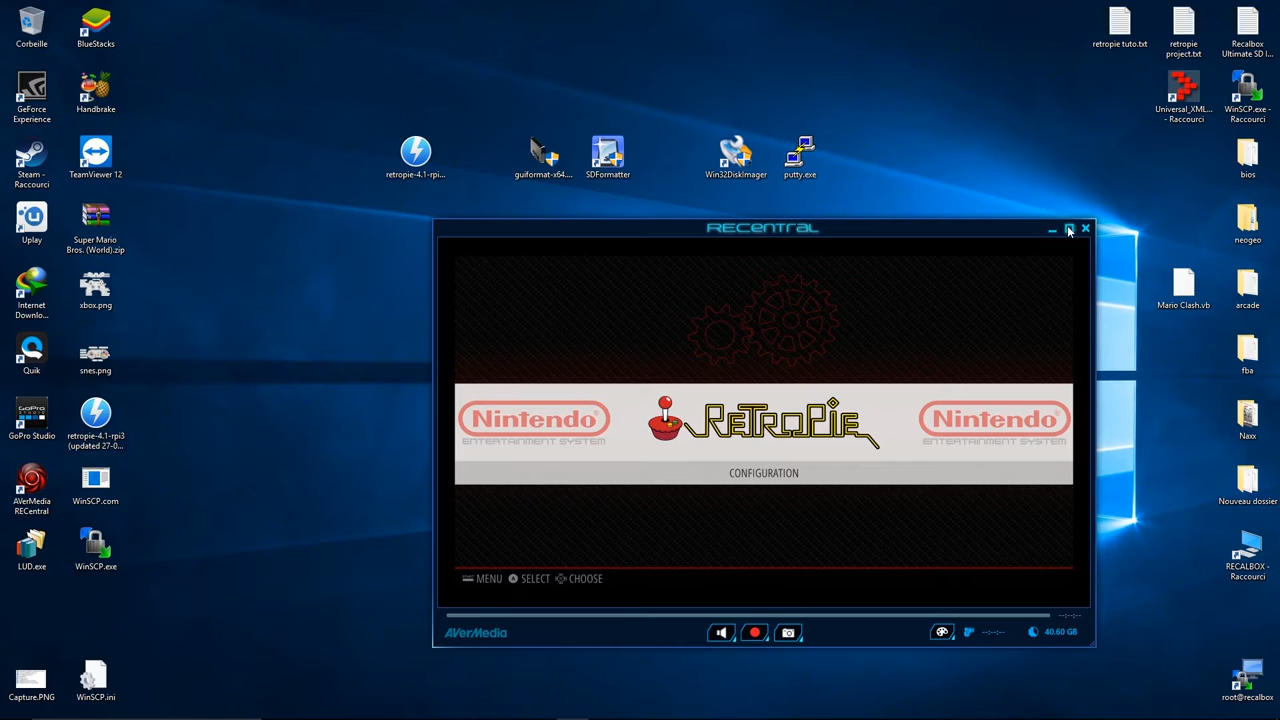 Corbeille
BlueStacks
retropie tuto.txt
retropie
project.txt
Recalbox
Ultimate SD I...
GeForce
Experience
Handbrake
Universal_XML...
- Raccourci
WinSCP.exe -
Raccourci
Steam -
Raccourci
TeamViewer 12
retropie-4.1-rpi...
guiformat-x64....
SDFormatter
Win32DiskImager
putty.exe
bios
Uplay
Super Mario
Bros. (World).zip
neogeo
Internet
Downlo...
xbox.png
Mario Clash.vb
arcade
Quik
snes.png
fba
GoPro Studio
retropie-4.1-rpi3
(updated 27-0...
Naxx
AVerMedia
RECentral
WinSCP.com
Nouveau dossier
LUD.exe
WinSCP.exe
RECALBOX -
Raccourci
Capture.PNG
WinSCP.ini
root@recalbox
RECentral
Nintendo®
ENTERTAINMENT SYSTEM
RETROPIE
Nintendo®
ENTERTAINMENT SYSTEM
CONFIGURATION
START MENU A SELECT CHOOSE
--:--:--
AVerMedia
--:--:--
40.60 GB